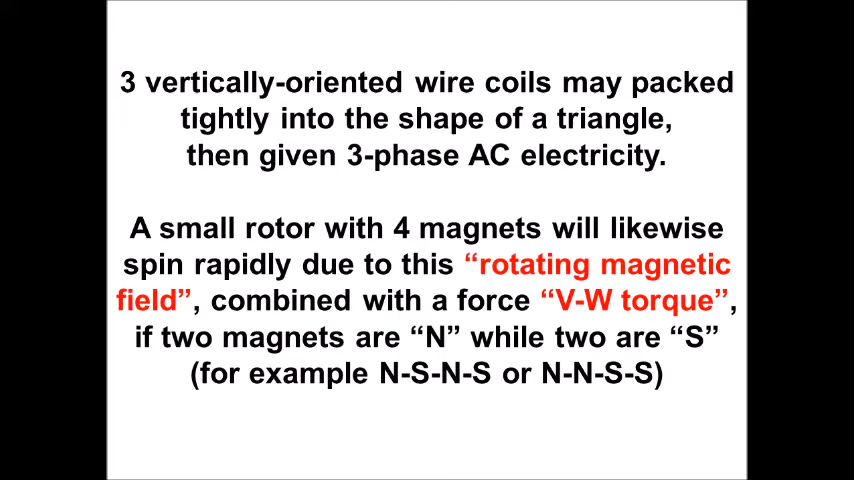 3 vertically-oriented wire coils may packed
tightly into the shape of a triangle,
then given 3-phase AC electricity.
A small rotor with 4 magnets will likewise
spin rapidly due to this “rotating magnetic
field”, combined with a force “V-W torque”,
if two magnets are “N” while two are “S”
(for example N-S-N-S or N-N-S-S)